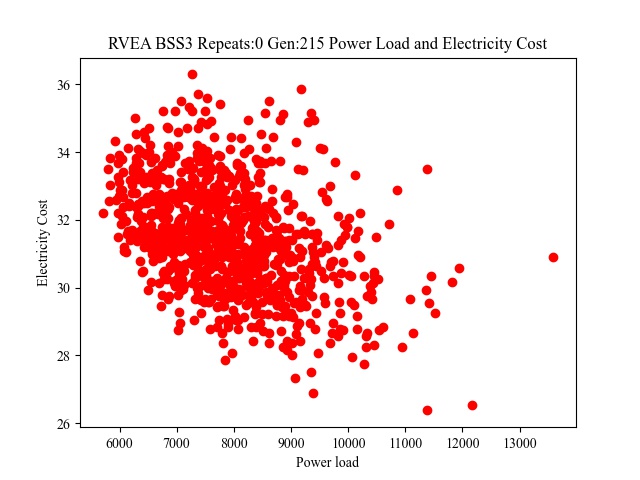 RVEA BSS3 Repeats:0 Gen:215 Power Load and Electricity Cost
36
34
32
30
28
26
Electricity Cost
6000 7000 8000 9000 10000 11000 12000 13000
Power load